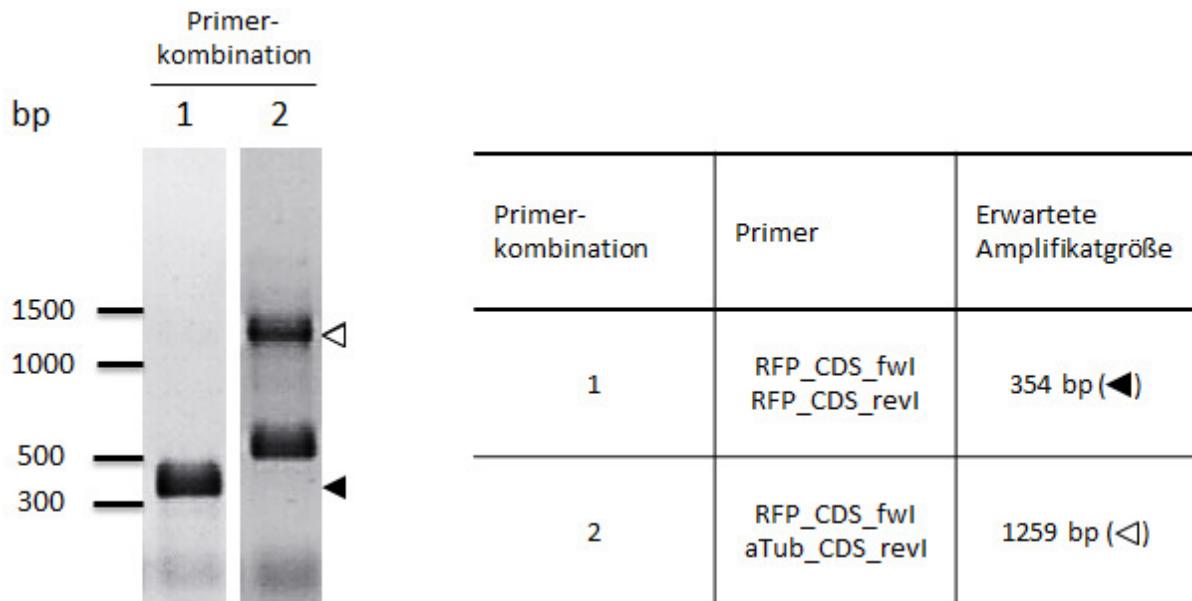 Primer-
kombination
bp
1 2
1500
1000
500
300
Primer-
kombination
Primer
Erwartete
Amplifikatgröße
1
RFP_CDS_fwI
RFP_CDS_revI
354 bp (◀)
2
RFP_CDS_fwI
aTub_CDS_revI
1259 bp (◁)